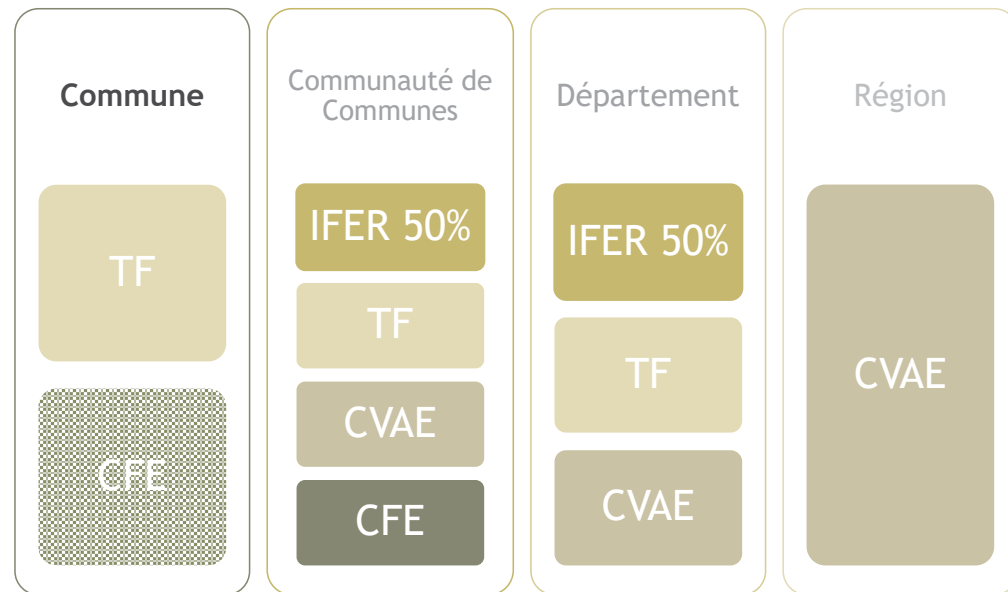 Commune
TF
CFE
Communauté de
Communes
IFER 50%
TF
CVAE
CFE
Département
IFER 50%
TF
CVAE
Région
CVAE